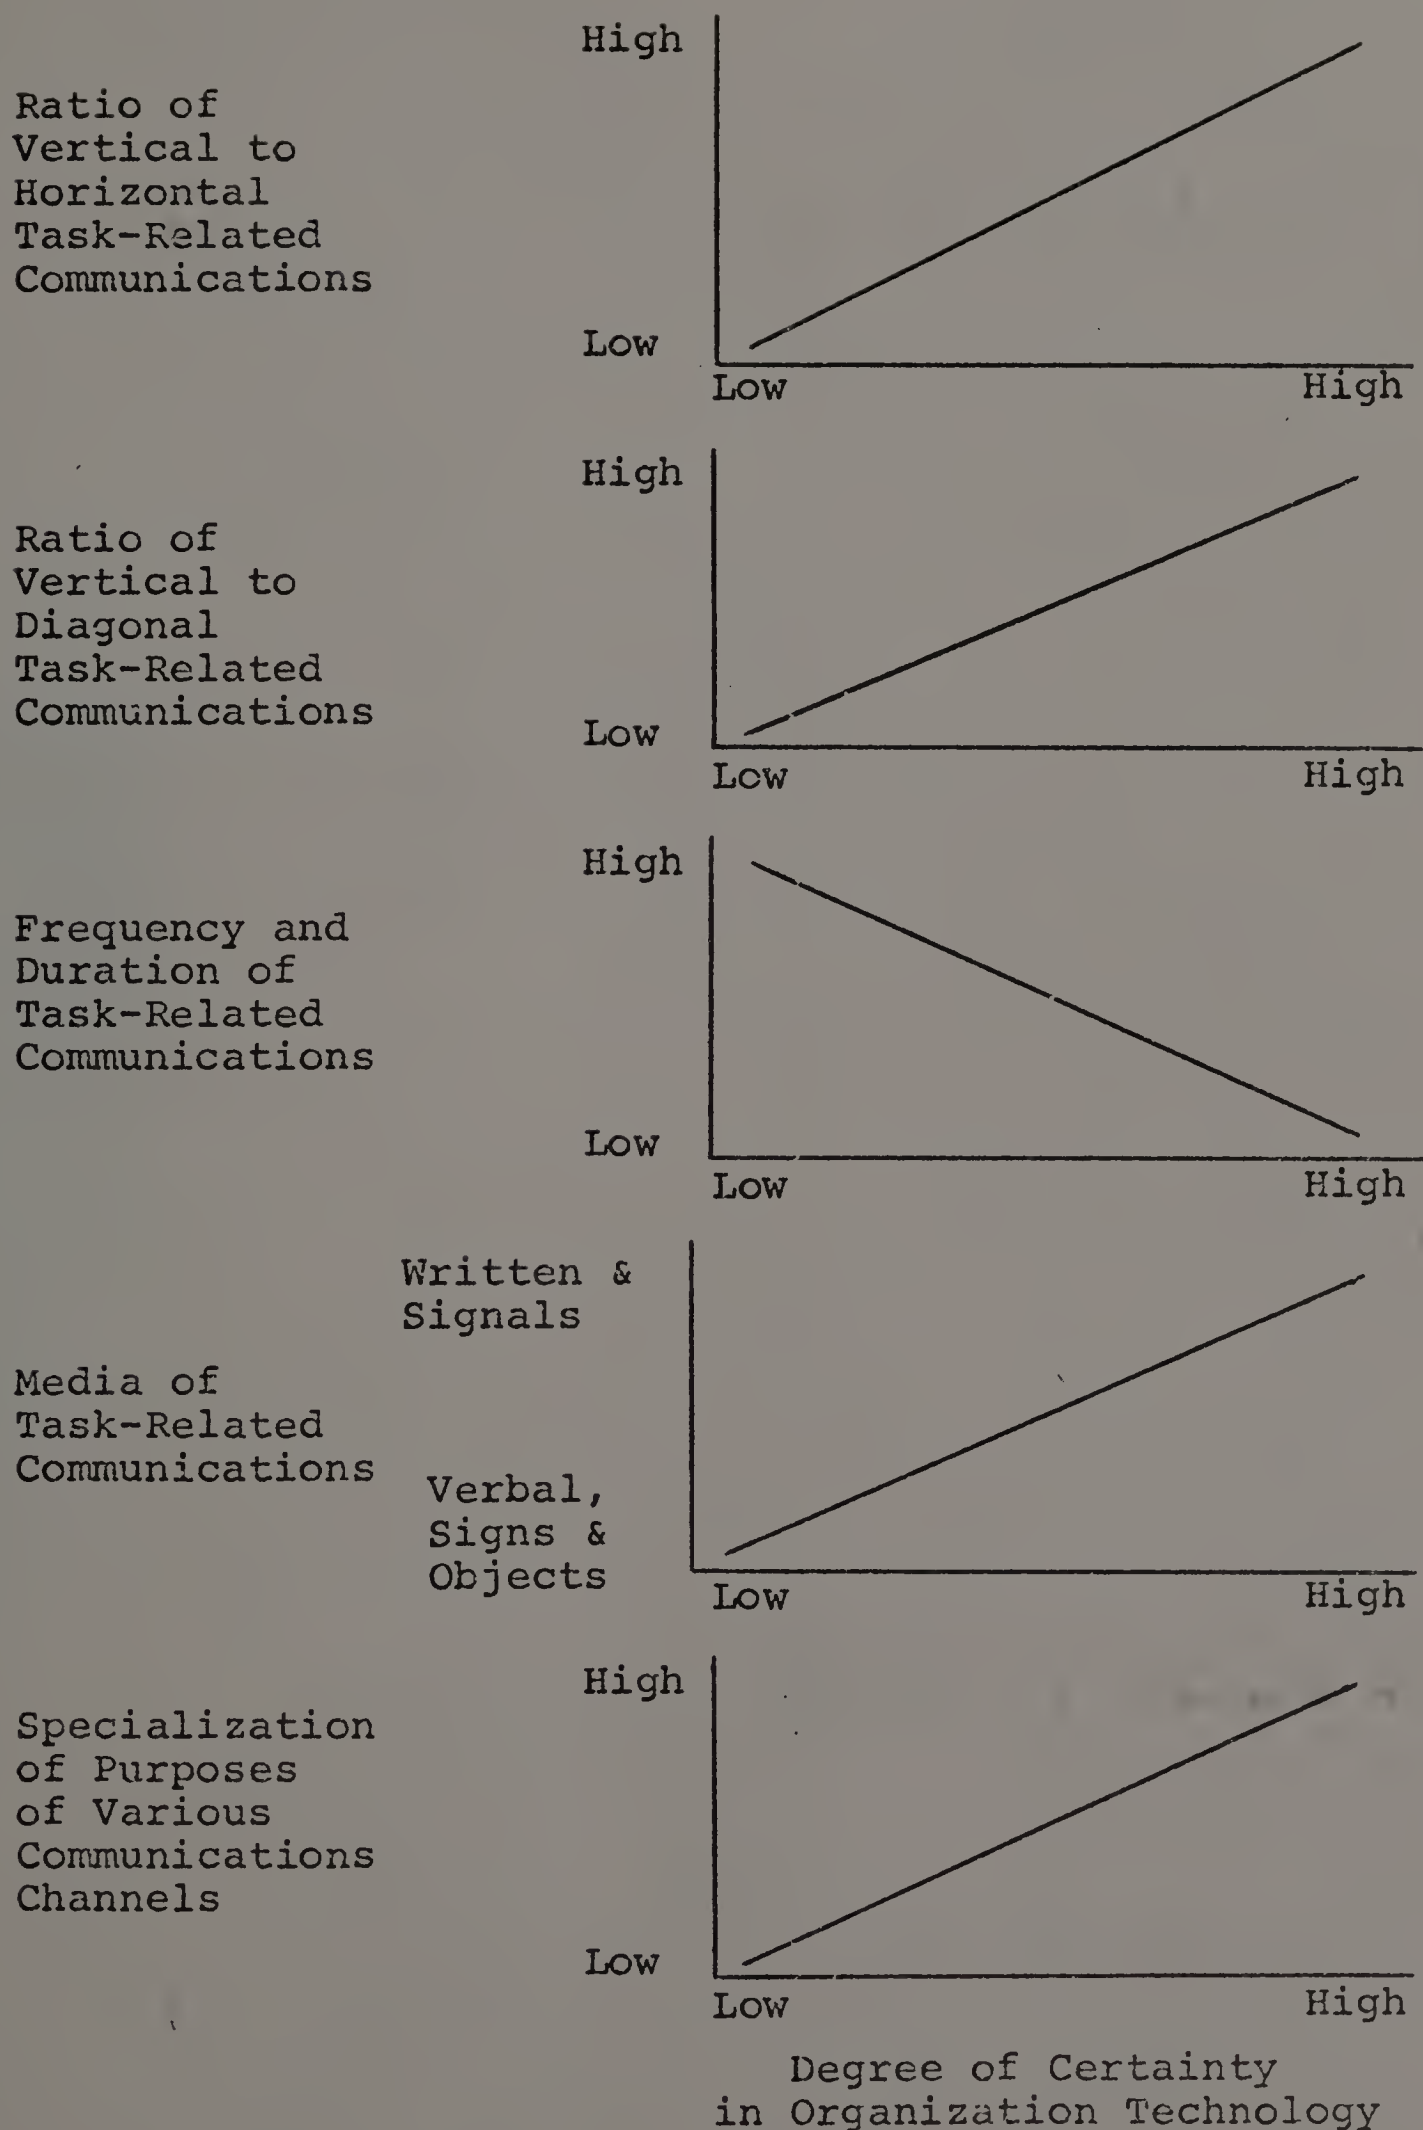 High
Ratio of
Vertical to
Horizontal
Task-Related
Communications
Low
Low High
High
Ratio of
Vertical to
Diagonal
Task-Related
Communications
Low
Low High
High
Frequency and
Duration of
Task-Related
Communications
Low
Low High
Written &
Signals
Media of
Task-Related
Communications
Verbal,
Signs &
Objects
Low High
High
Specialization
of Purposes
of Various
Communications
Channels
Low
Low High
Degree of Certainty
in Organization Technology